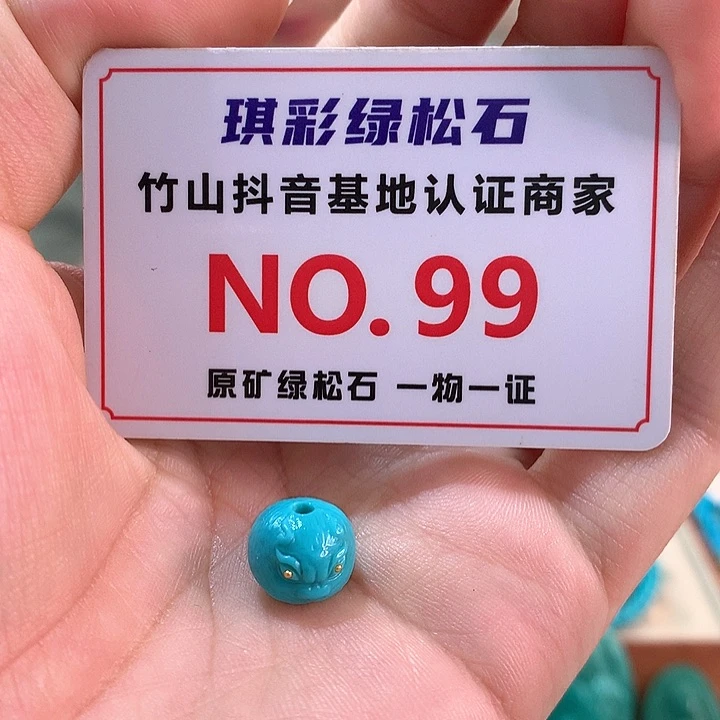 琪彩绿松石
竹山抖音基地认证商家
NO. 99
原矿绿松石 一物一证